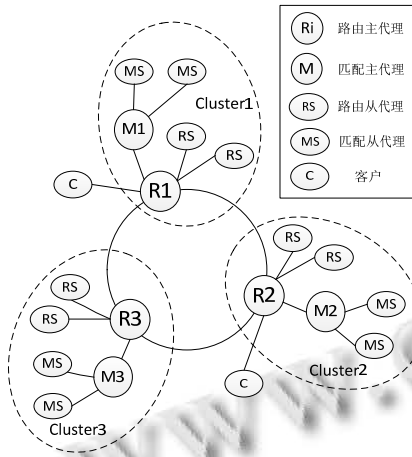 Ri 路由主代理
M 匹配主代理
RS 路由从代理
MS 匹配从代理
C 客户
MS MS
Cluster1
M1
RS
RS
C
R1
RS
RS
R2
M2
MS
MS
Cluster2
C
RS
RS
R3
MS
M3
MS
Cluster3
www.